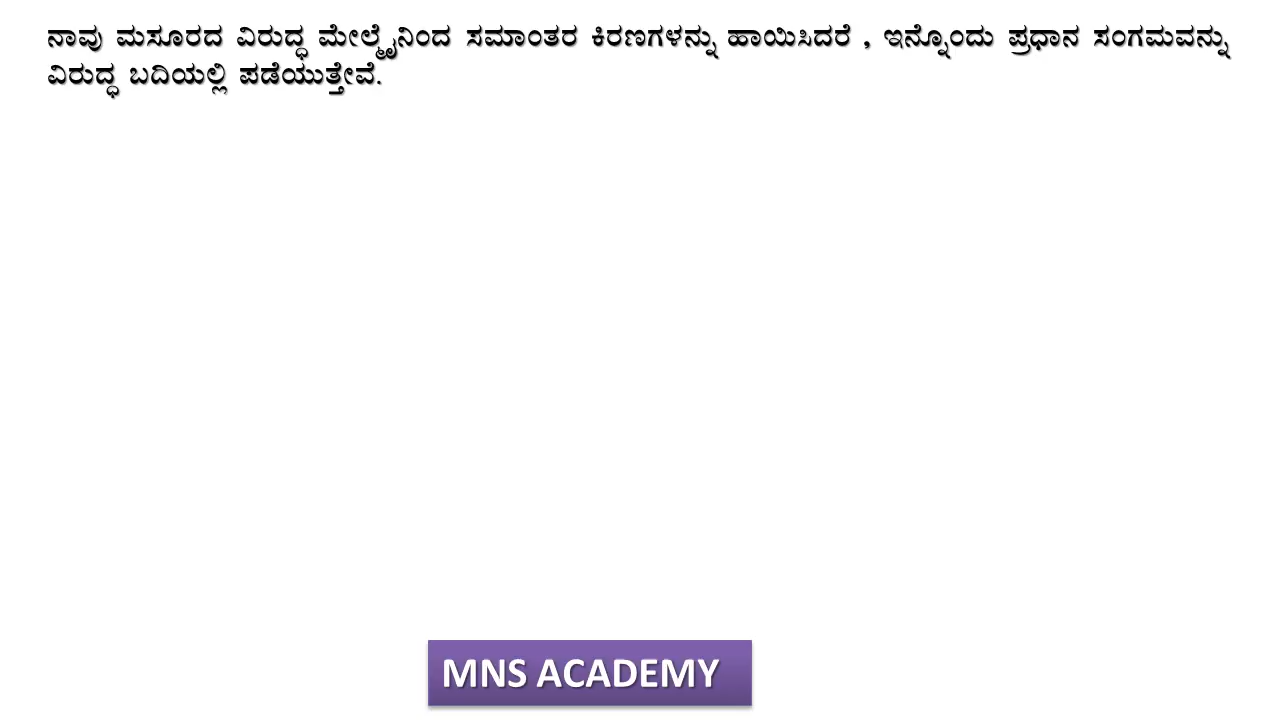 ನಾವು ಮಸೂರದ ವಿರುದ್ಧ ಮೇಲ್ಮೈನಿಂದ ಸಮಾಂತರ ಕಿರಣಗಳನ್ನು ಹಾಯಿಸಿದರೆ , ಇನ್ನೊಂದು ಪ್ರಧಾನ ಸಂಗಮವನ್ನು
ವಿರುದ್ಧ ಬದಿಯಲ್ಲಿ ಪಡೆಯುತ್ತೇವೆ.
MNS ACADEMY